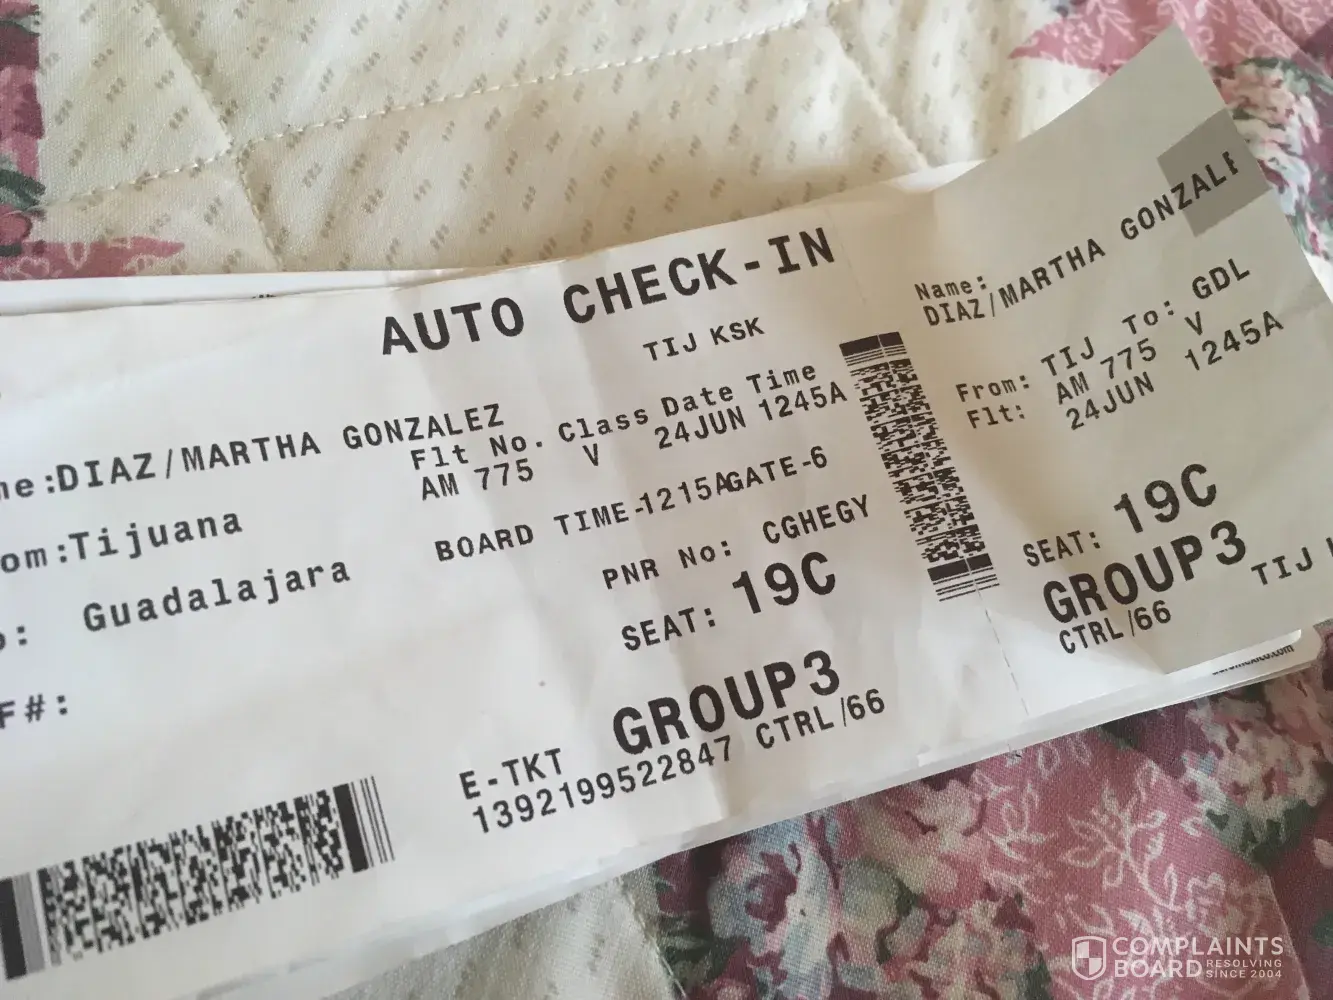 AUTO CHECK-IN
TIJ KSK
me:DIAZ/MARTHA GONZALEZ
Flt No. Class Date Time
AM 775 V 24JUN 1245A
om:Tijuana
BOARD TIME-1215AGATE-6
: Guadalajara
PNR No: CGHEGY
SEAT: 19C
F#:
GROUP3
E-TKT
1392199522847 CTRL/66
Name:
DIAZ/MARTHA GONZALE
From: TIJ To: GDL
Flt: AM 775 V
24JUN 1245A
SEAT: 19C
GROUP3
CTRL/66 TIJ
COMPLAINTS
BOARD RESOLVING
SINCE 2004